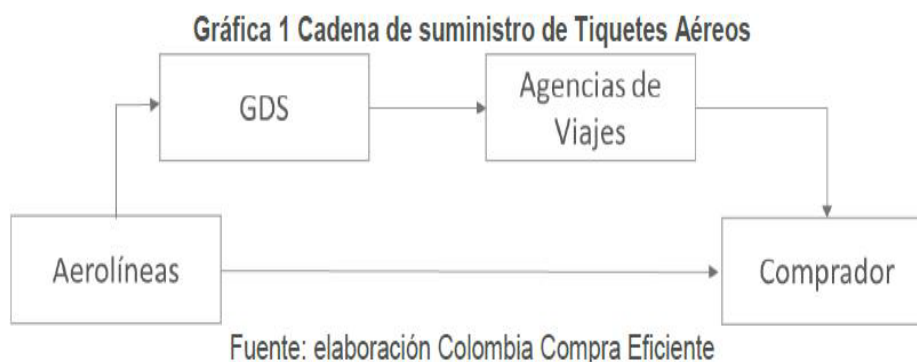 Gráfica 1 Cadena de suministro de Tiquetes Aéreos
GDS
Agencias de
Viajes
Aerolíneas
Comprador
Fuente: elaboración Colombia Compra Eficiente